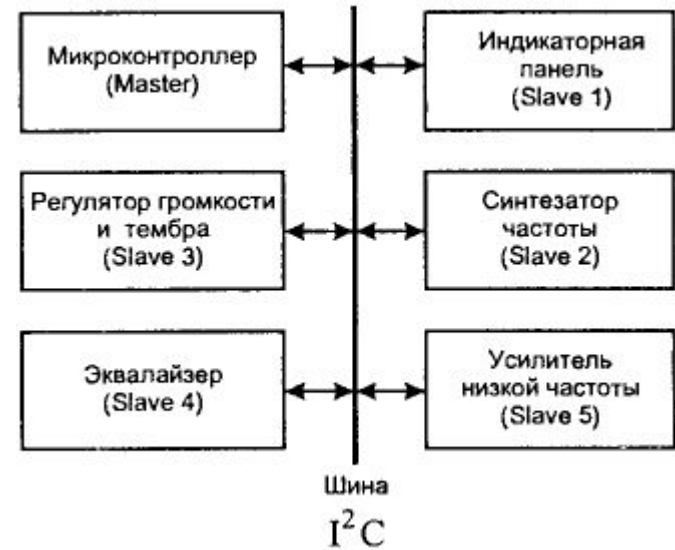 Микроконтроллер
(Master)
Индикаторная
панель
(Slave 1)
Регулятор громкости
и тембра
(Slave 3)
Синтезатор
частоты
(Slave 2)
Эквалайзер
(Slave 4)
Усилитель
низкой частоты
(Slave 5)
Шина
I²C